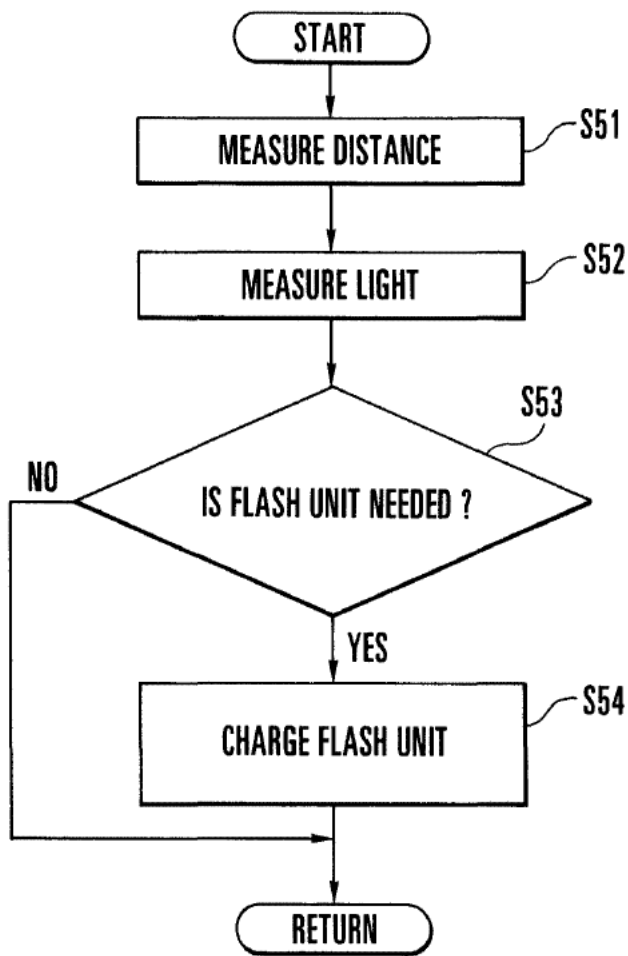 START
MEASURE DISTANCE
S51
MEASURE LIGHT
S52
S53
NO
IS FLASH UNIT NEEDED ?
YES
CHARGE FLASH UNIT
S54
RETURN